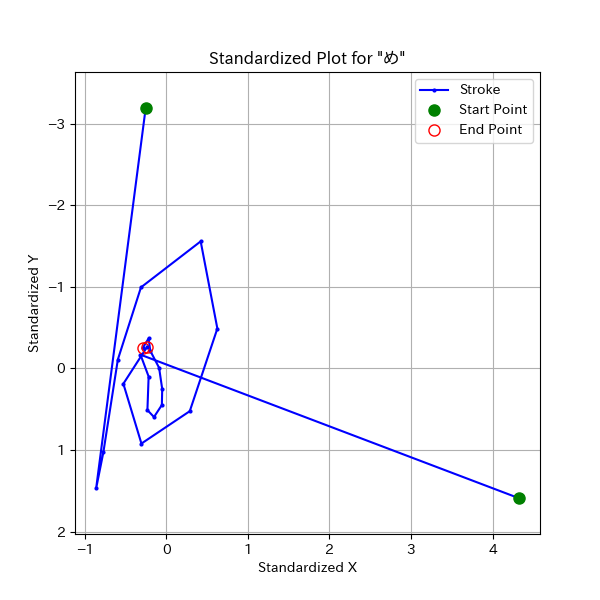 Standardized Plot for "め"
Stroke
Start Point
End Point
Standardized Y
−3
−2
−1
0
1
2
−1
0
1
2
3
4
Standardized X